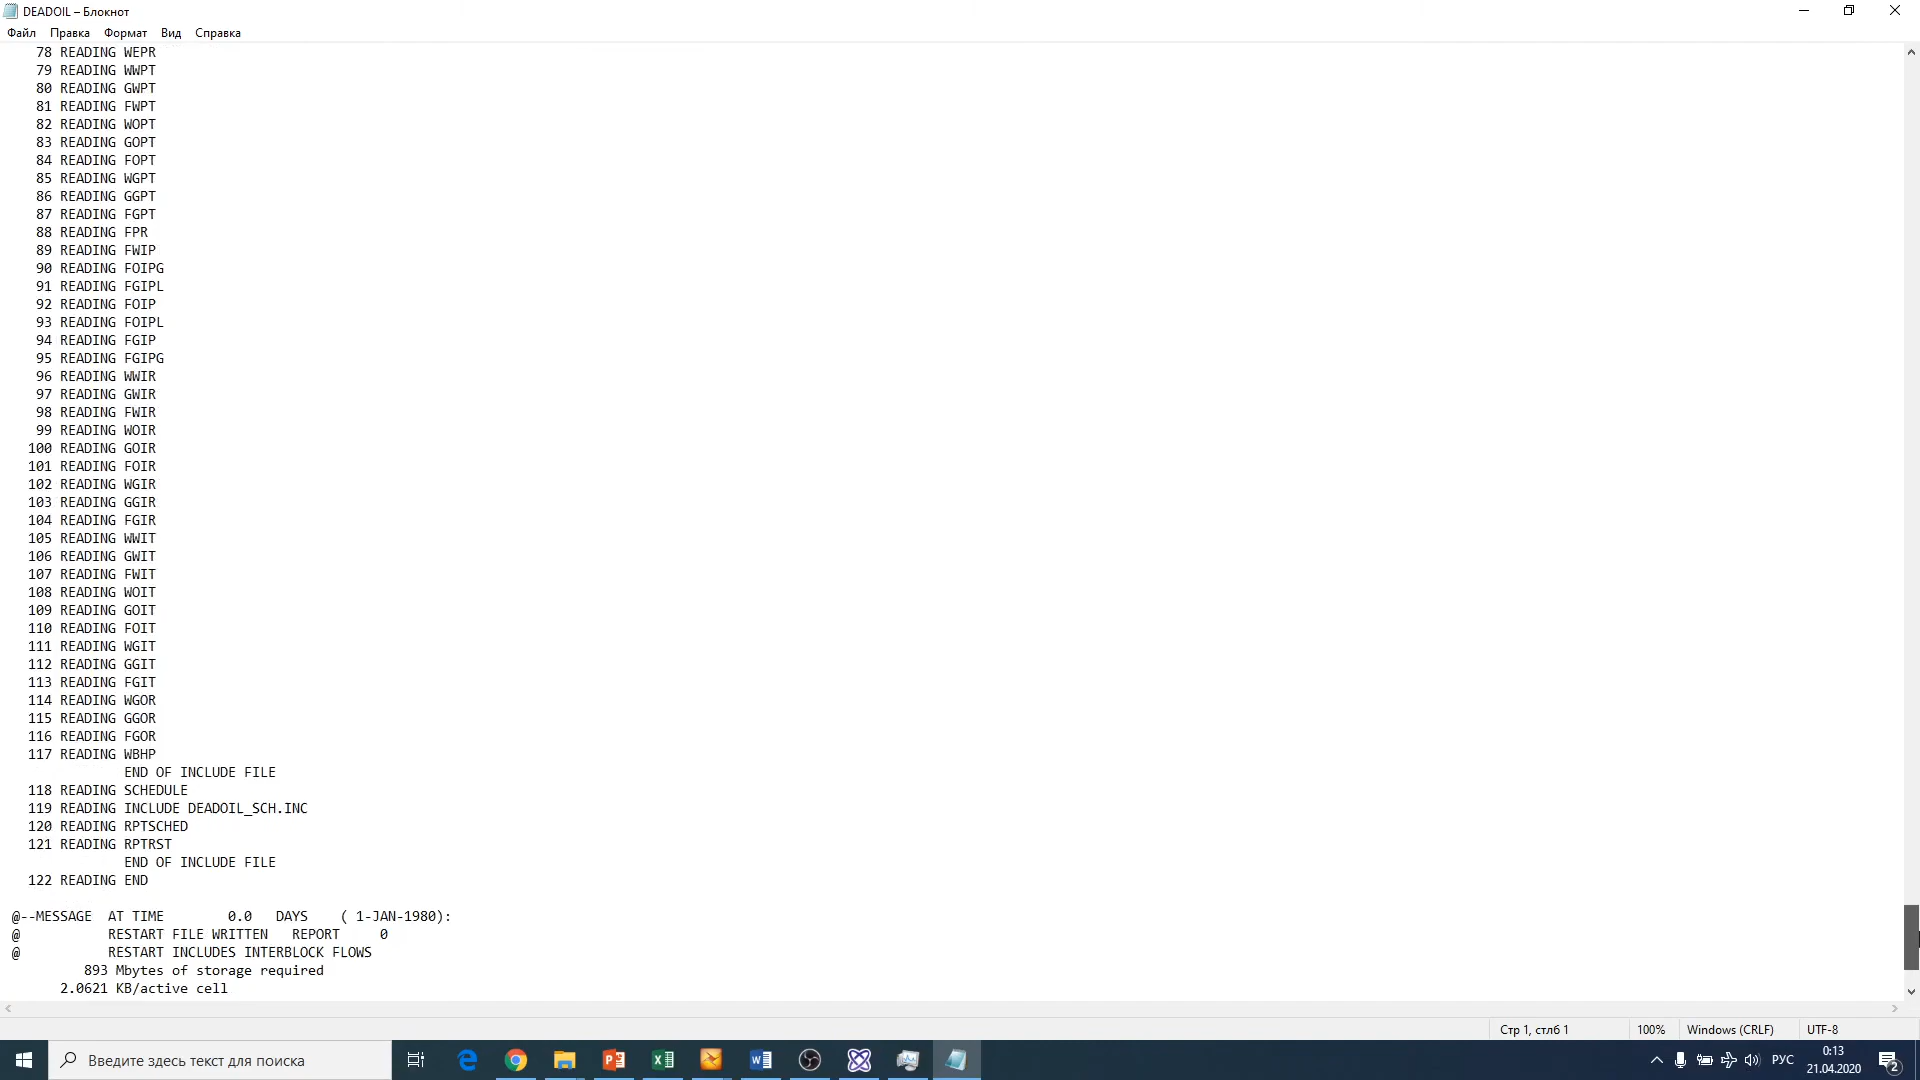 DEADOIL – Блокнот
Файл Правка Формат Вид Справка
78 READING WEPR
79 READING WWPT
80 READING GWPT
81 READING FWPT
82 READING WOPT
83 READING GOPT
84 READING FOPT
85 READING WGPT
86 READING GGPT
87 READING FGPT
88 READING FPR
89 READING FWIP
90 READING FOIPG
91 READING FGIPL
92 READING FOIP
93 READING FOIPL
94 READING FGIP
95 READING FGIPG
96 READING WWIR
97 READING GWIR
98 READING FWIR
99 READING WOIR
100 READING GOIR
101 READING FOIR
102 READING WGIR
103 READING GGIR
104 READING FGIR
105 READING WWIT
106 READING GWIT
107 READING FWIT
108 READING WOIT
109 READING GOIT
110 READING FOIT
111 READING WGIT
112 READING GGIT
113 READING FGIT
114 READING WGOR
115 READING GGOR
116 READING FGOR
117 READING WBHP
END OF INCLUDE FILE
118 READING SCHEDULE
119 READING INCLUDE DEADOIL_SCH.INC
120 READING RPTSCHED
121 READING RPTRST
END OF INCLUDE FILE
122 READING END
@--MESSAGE AT TIME 0.0 DAYS ( 1-JAN-1980):
@ RESTART FILE WRITTEN REPORT 0
@ RESTART INCLUDES INTERBLOCK FLOWS
893 Mbytes of storage required
2.0621 KB/active cell
Стр 1, стлб 1 100% Windows (CRLF) UTF-8
Введите здесь текст для поиска
РУС
0:13
21.04.2020
2